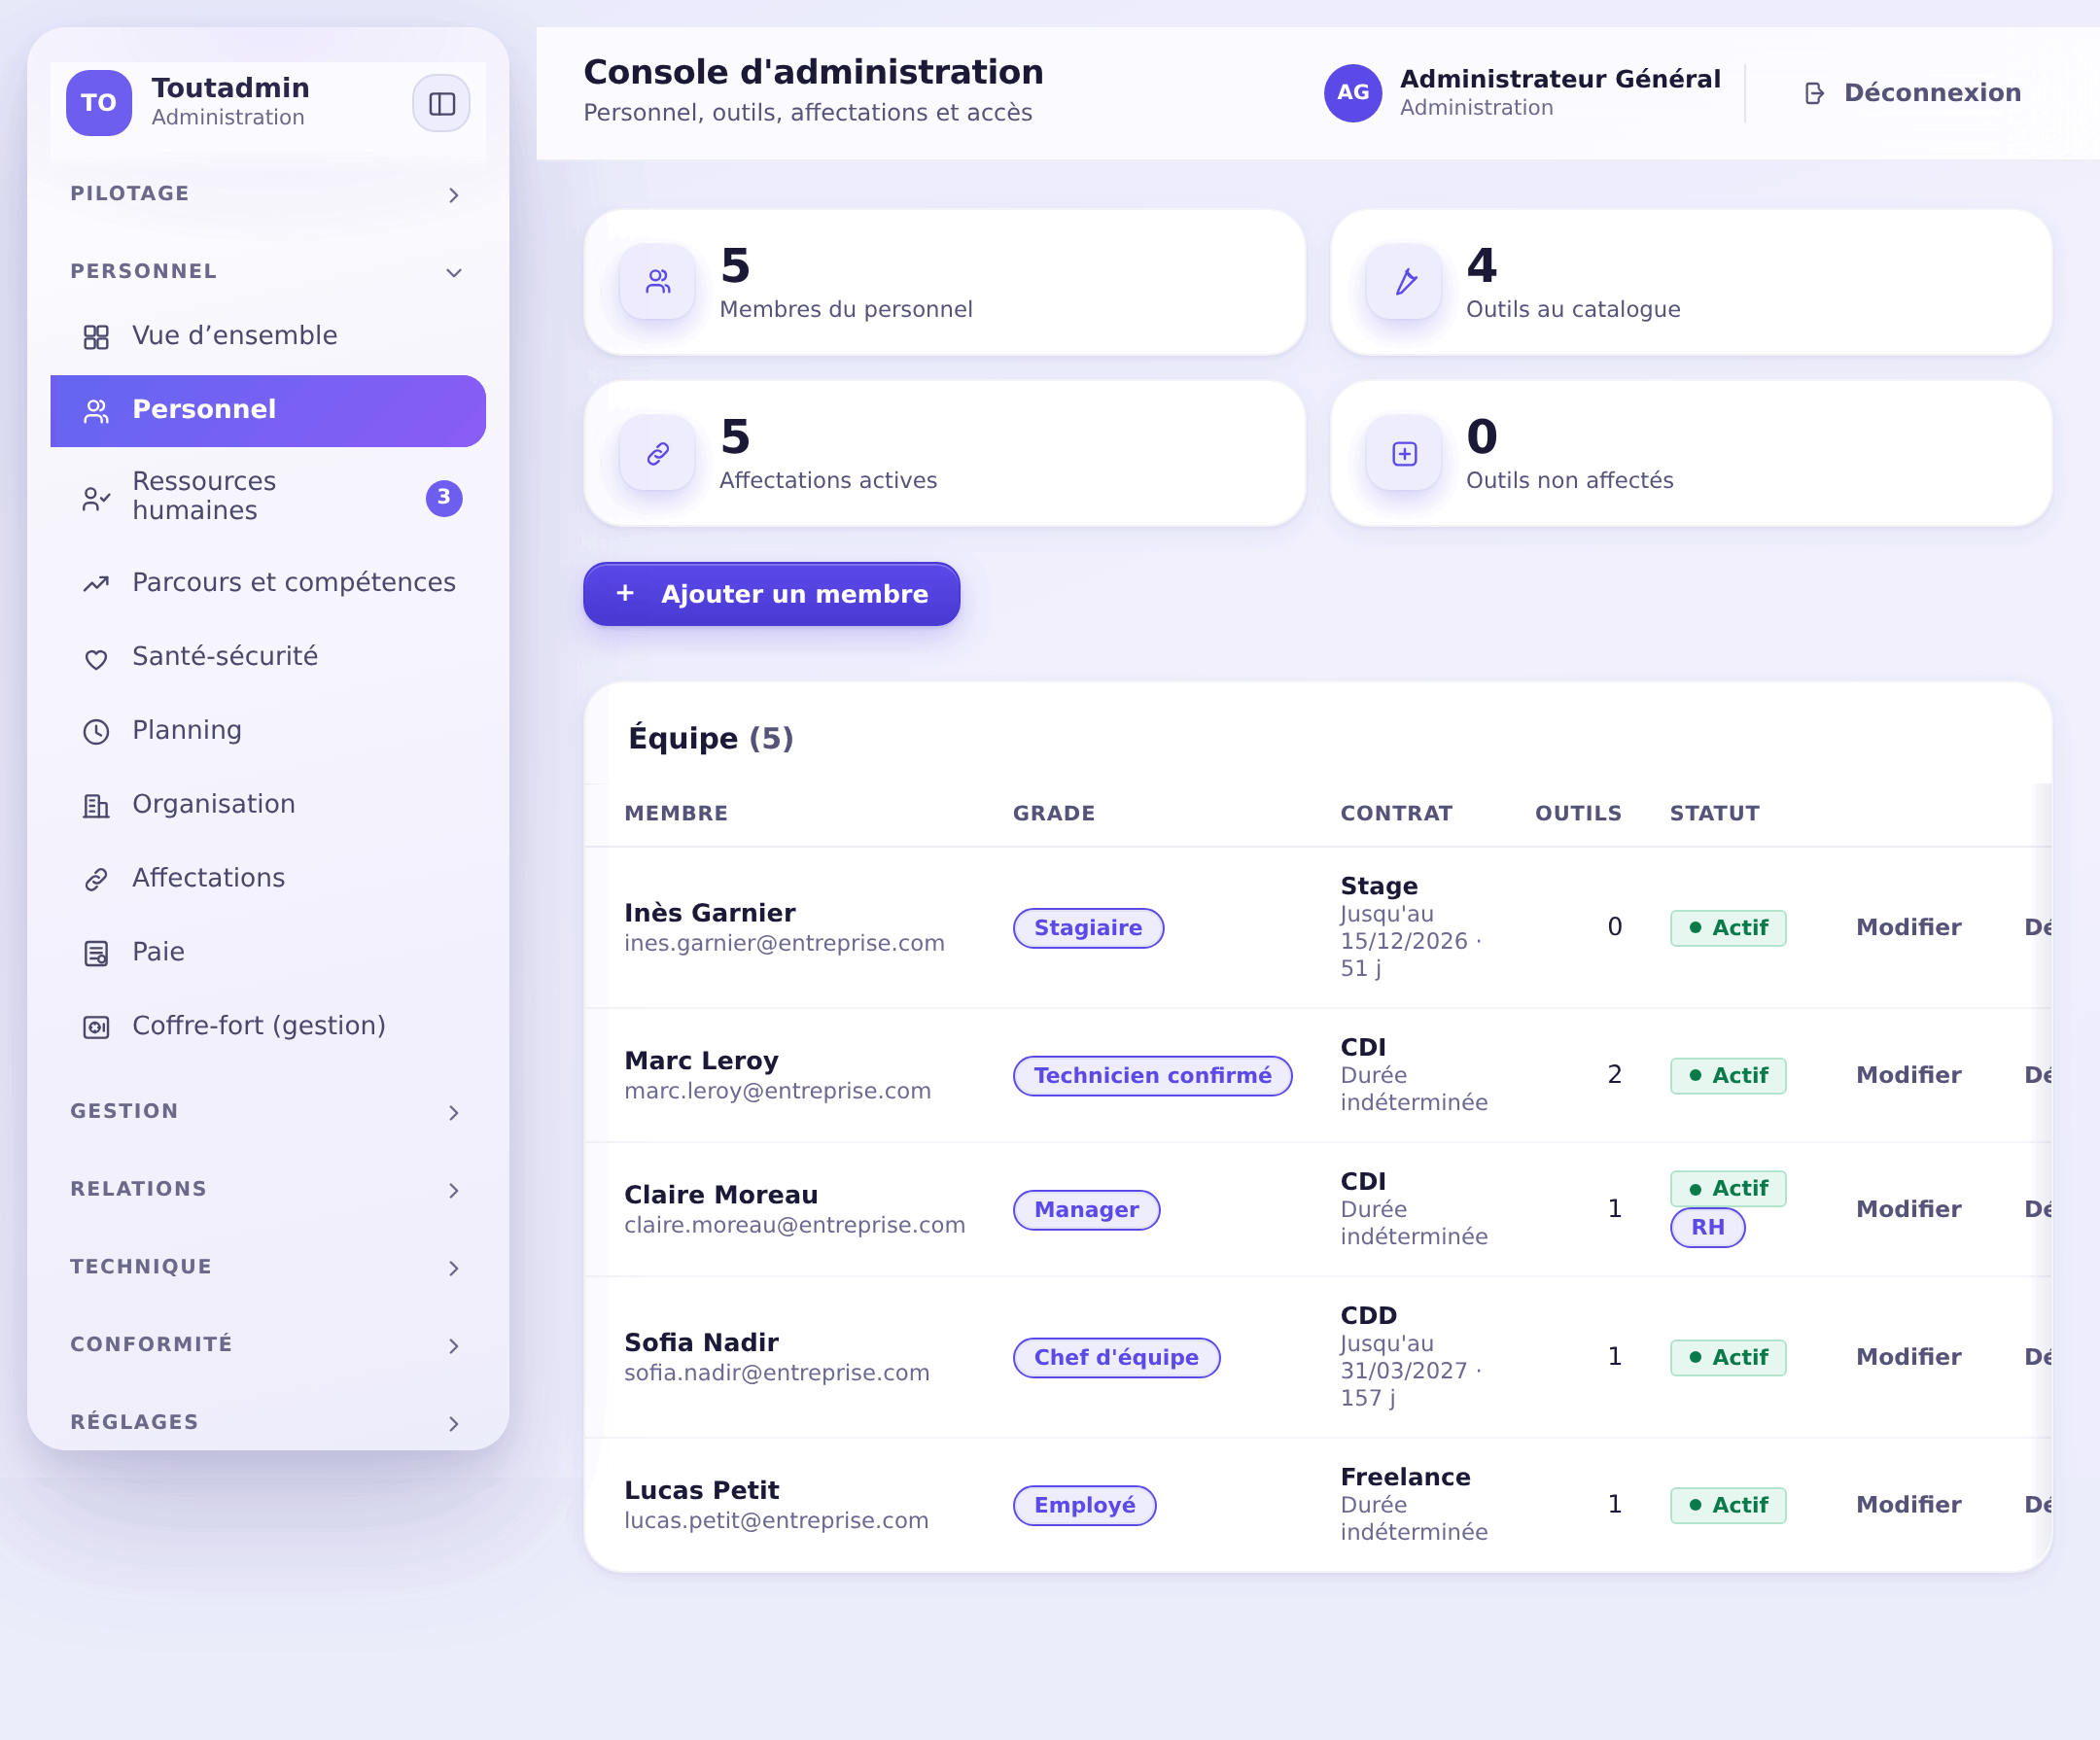 TO
Toutadmin
Administration
PILOTAGE
PERSONNEL
Vue d’ensemble
Personnel
Ressources
humaines
3
Parcours et compétences
Santé-sécurité
Planning
Organisation
Affectations
Paie
Coffre-fort (gestion)
GESTION
RELATIONS
TECHNIQUE
CONFORMITÉ
RÉGLAGES
Console d'administration
Personnel, outils, affectations et accès
AG
Administrateur Général
Administration
Déconnexion
5
Membres du personnel
4
Outils au catalogue
5
Affectations actives
0
Outils non affectés
+ Ajouter un membre
Équipe (5)
MEMBRE GRADE CONTRAT OUTILS STATUT
Inès Garnier
ines.garnier@entreprise.com
Stagiaire
Stage
Jusqu'au
15/12/2026 ·
51 j
0
Actif
Modifier
Marc Leroy
marc.leroy@entreprise.com
Technicien confirmé
CDI
Durée
indéterminée
2
Actif
Modifier
Claire Moreau
claire.moreau@entreprise.com
Manager
CDI
Durée
indéterminée
1
Actif
RH
Modifier
Sofia Nadir
sofia.nadir@entreprise.com
Chef d'équipe
CDD
Jusqu'au
31/03/2027 ·
157 j
1
Actif
Modifier
Lucas Petit
lucas.petit@entreprise.com
Employé
Freelance
Durée
indéterminée
1
Actif
Modifier